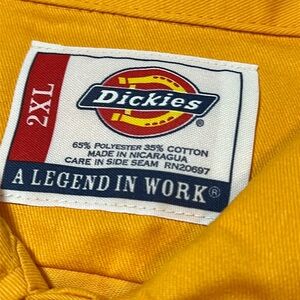 2XL
Dickies®
65% POLYESTER 35% COTTON
MADE IN NICARAGUA
CARE IN SIDE SEAM RN20697
A LEGEND IN WORK®